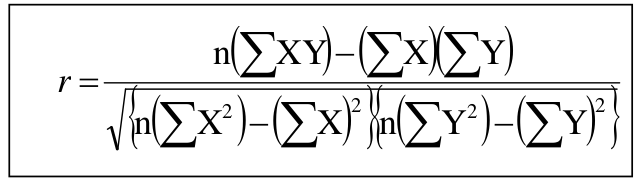 r = n(∑XY)−(∑X)(∑Y) / √{n(∑X²)−(∑X)²}{n(∑Y²)−(∑Y)²}